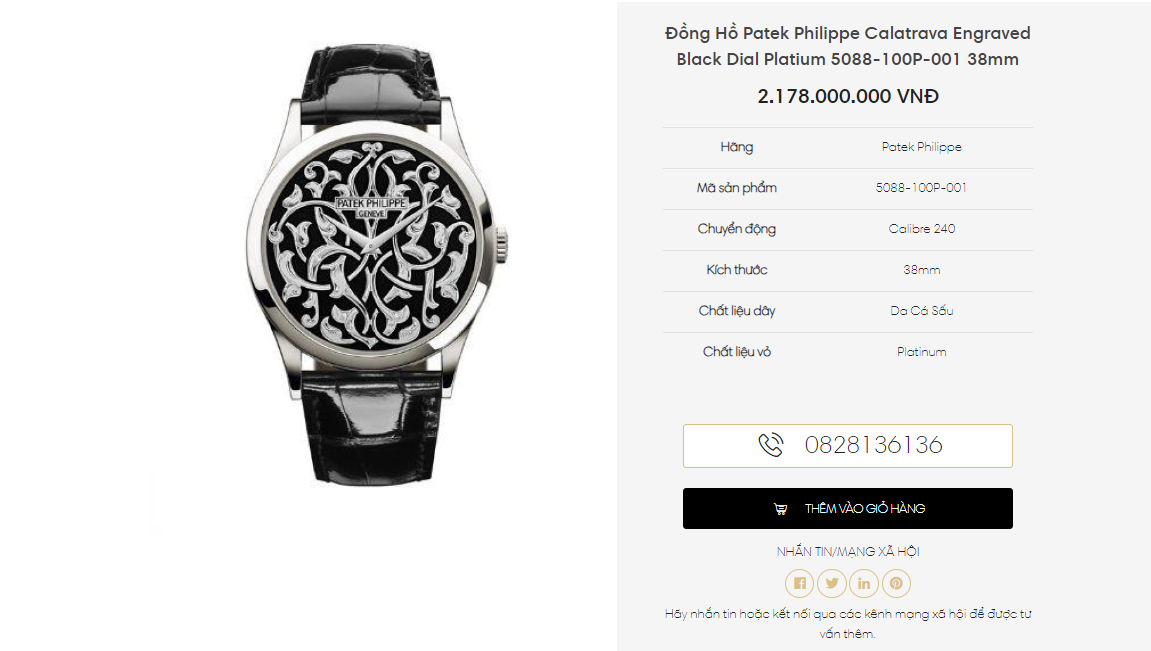 PATEK PHILIPPE
GENEVE
Đồng Hồ Patek Philippe Calatrava Engraved
Black Dial Platium 5088-100P-001 38mm
2.178.000.000 VNĐ
Hãng Patek Philippe
Mã sản phẩm 5088-100P-001
Chuyển động Calibre 240
Kích thước 38mm
Chất liệu dây Da Cá Sấu
Chất liệu vỏ Platinum
0828136136
THÊM VÀO GIỎ HÀNG
NHẮN TIN/MẠNG XÃ HỘI
Hãy nhắn tin hoặc kết nối qua các kênh mạng xã hội để được tư
vấn thêm.